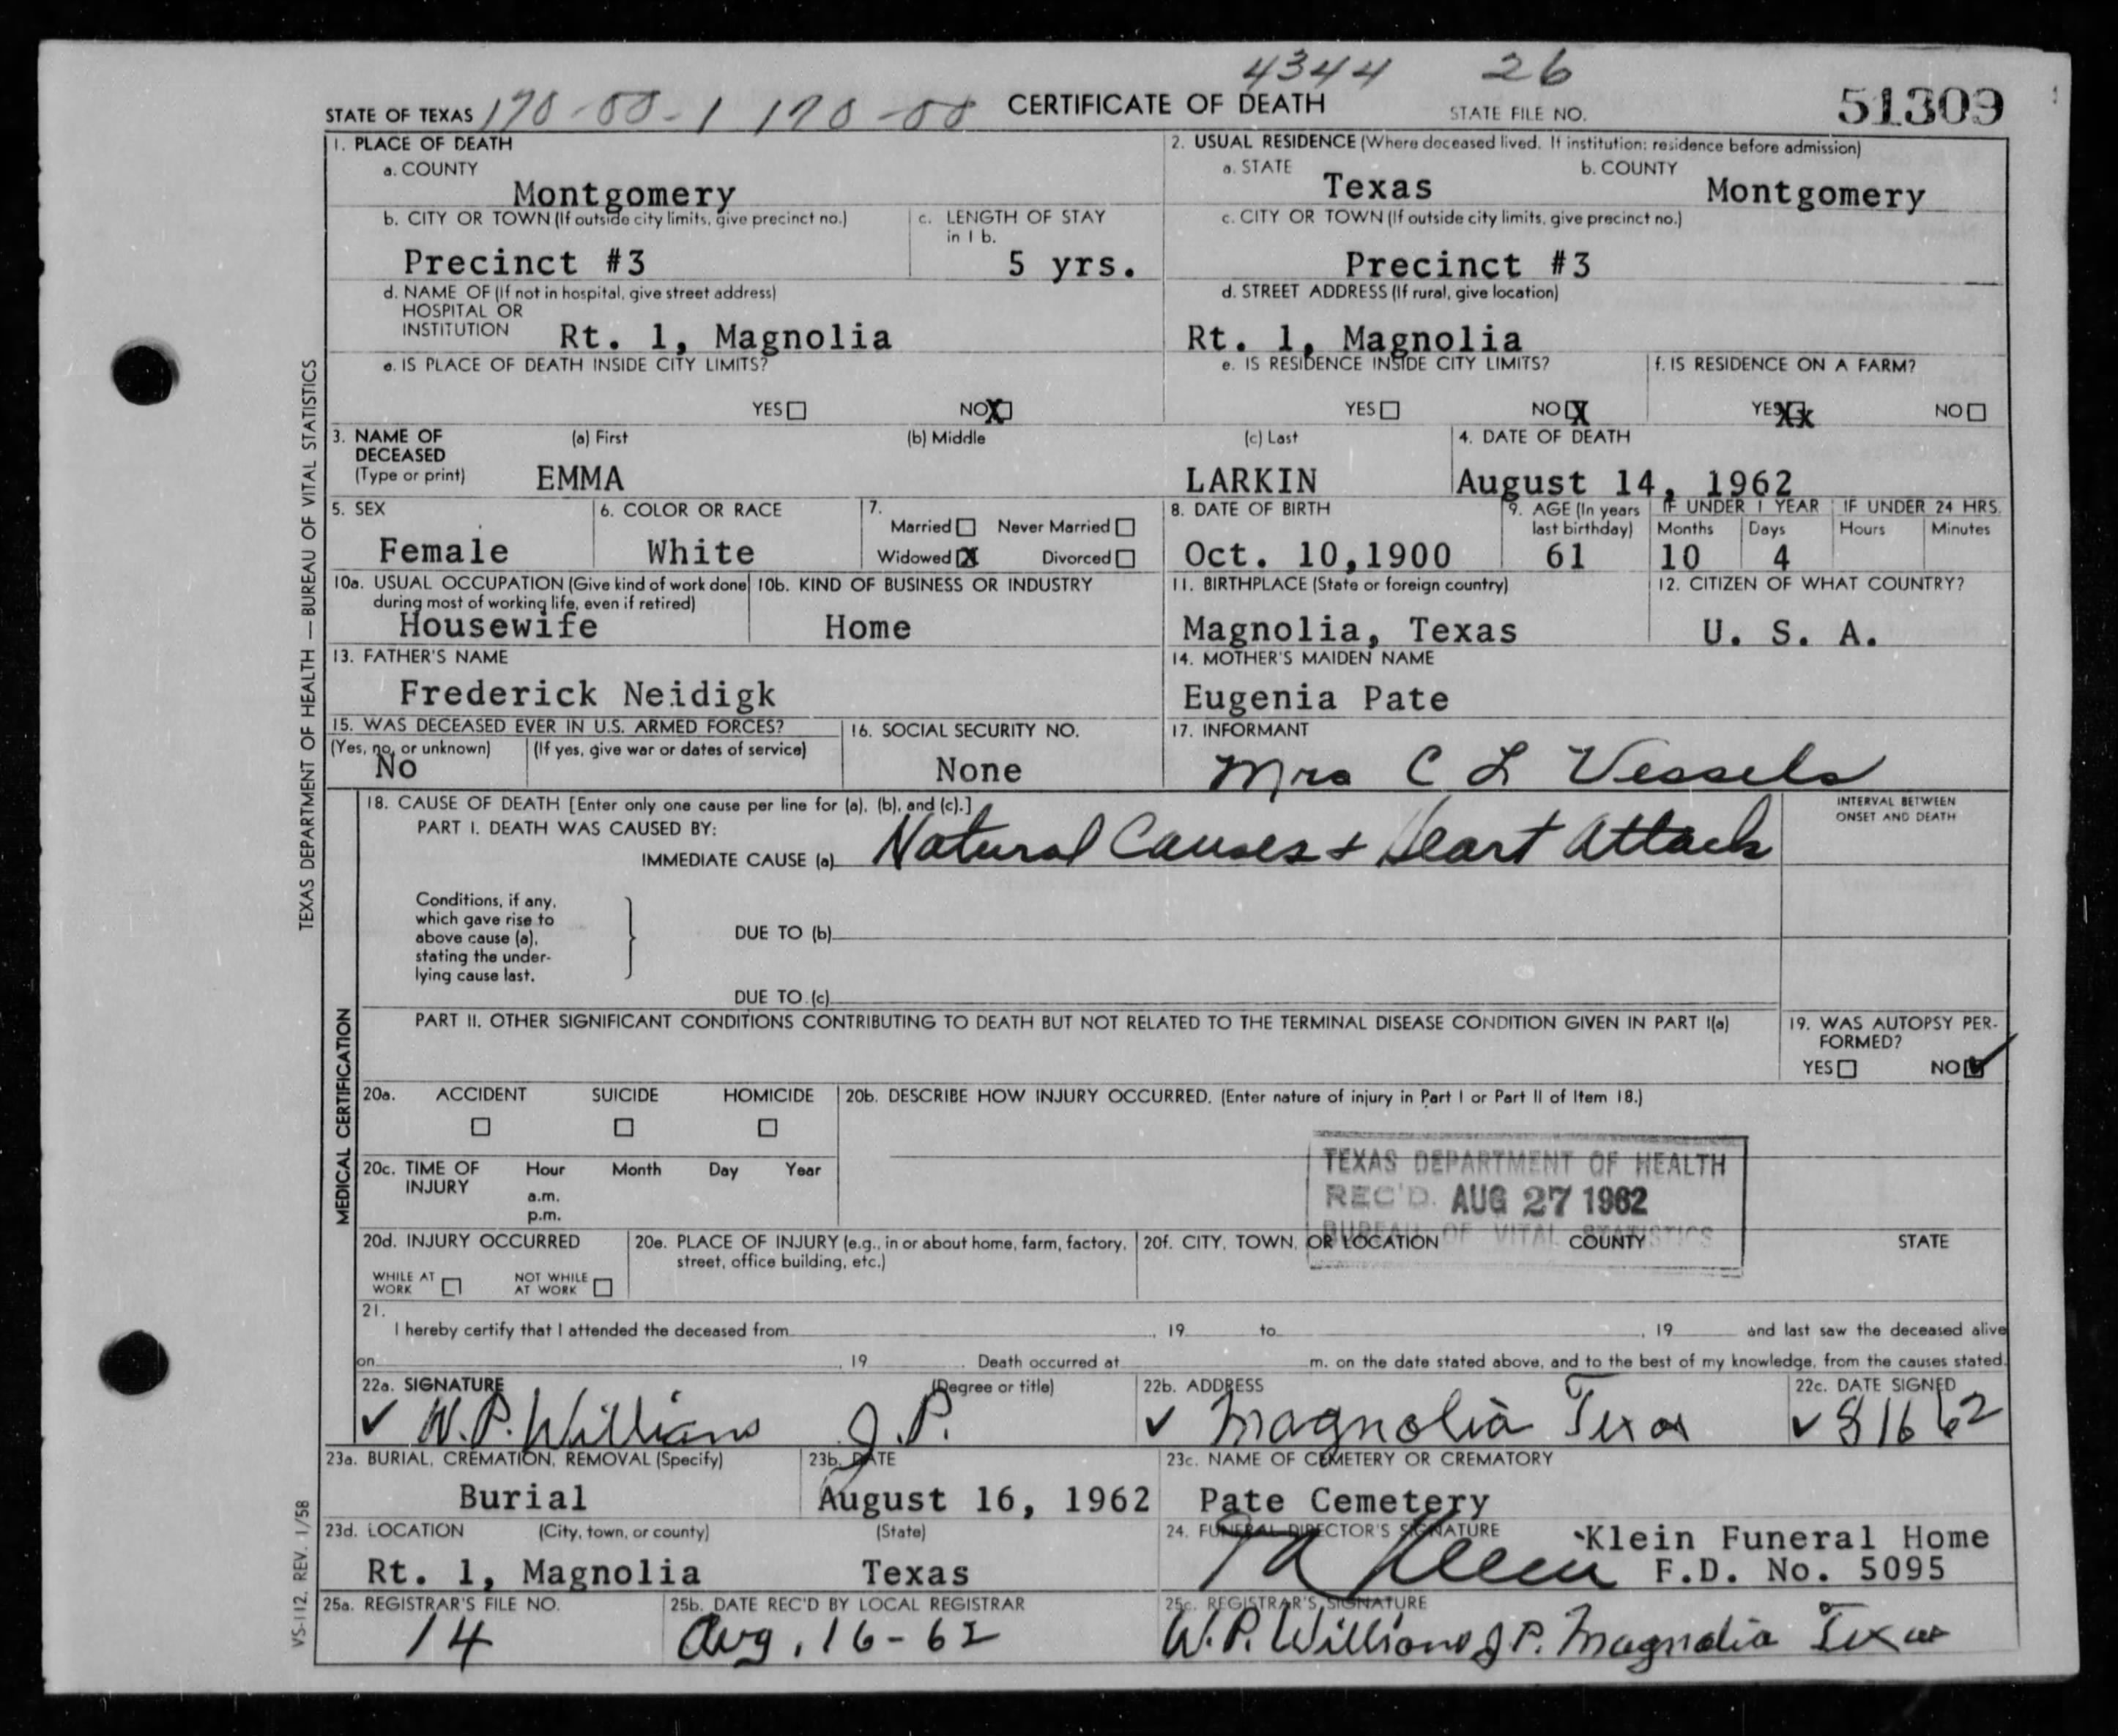 4344 26
STATE OF TEXAS 170-00-1 170-00 CERTIFICATE OF DEATH STATE FILE NO. 51309
1. PLACE OF DEATH
a. COUNTY
Montgomery
b. CITY OR TOWN (If outside city limits, give precinct no.)
Precinct #3
c. LENGTH OF STAY
in 1 b.
5 yrs.
d. NAME OF (If not in hospital, give street address)
HOSPITAL OR
INSTITUTION Rt. 1, Magnolia
e. IS PLACE OF DEATH INSIDE CITY LIMITS?
YES NO X
2. USUAL RESIDENCE (Where deceased lived. If institution: residence before admission)
a. STATE Texas b. COUNTY Montgomery
c. CITY OR TOWN (If outside city limits, give precinct no.)
Precinct #3
d. STREET ADDRESS (If rural, give location)
Rt. 1, Magnolia
e. IS RESIDENCE INSIDE CITY LIMITS?
YES NO X
f. IS RESIDENCE ON A FARM?
YES Xx NO
3. NAME OF
DECEASED
(Type or print)
(a) First (b) Middle (c) Last
EMMA LARKIN
4. DATE OF DEATH
August 14, 1962
5. SEX
Female
6. COLOR OR RACE
White
7.
Married Never Married
Widowed X Divorced
8. DATE OF BIRTH
Oct. 10,1900
9. AGE (In years
last birthday)
61
IF UNDER 1 YEAR
Months Days
10 4
IF UNDER 24 HRS.
Hours Minutes
10a. USUAL OCCUPATION (Give kind of work done
during most of working life, even if retired)
Housewife
10b. KIND OF BUSINESS OR INDUSTRY
Home
11. BIRTHPLACE (State or foreign country)
Magnolia, Texas
12. CITIZEN OF WHAT COUNTRY?
U. S. A.
13. FATHER'S NAME
Frederick Neidigk
14. MOTHER'S MAIDEN NAME
Eugenia Pate
15. WAS DECEASED EVER IN U.S. ARMED FORCES?
(Yes, no, or unknown) (If yes, give war or dates of service)
No
16. SOCIAL SECURITY NO.
None
17. INFORMANT
Mrs C L Vessels
18. CAUSE OF DEATH [Enter only one cause per line for (a), (b), and (c).]
PART I. DEATH WAS CAUSED BY:
IMMEDIATE CAUSE (a) Natural Causes + Heart Attack
INTERVAL BETWEEN
ONSET AND DEATH
Conditions, if any,
which gave rise to
above cause (a),
stating the under-
lying cause last.
DUE TO (b)
DUE TO (c)
PART II. OTHER SIGNIFICANT CONDITIONS CONTRIBUTING TO DEATH BUT NOT RELATED TO THE TERMINAL DISEASE CONDITION GIVEN IN PART I(a)
19. WAS AUTOPSY PER-
FORMED?
YES NO ✓
20a. ACCIDENT SUICIDE HOMICIDE
20b. DESCRIBE HOW INJURY OCCURRED. (Enter nature of injury in Part I or Part II of Item 18.)
20c. TIME OF
INJURY
Hour Month Day Year
a.m.
p.m.
TEXAS DEPARTMENT OF HEALTH
REC'D. AUG 27 1962
BUREAU OF VITAL STATISTICS
20d. INJURY OCCURRED
WHILE AT
WORK
NOT WHILE
AT WORK
20e. PLACE OF INJURY (e.g., in or about home, farm, factory,
street, office building, etc.)
20f. CITY, TOWN, OR LOCATION COUNTY STATE
21.
I hereby certify that I attended the deceased from , 19 to , 19 and last saw the deceased alive
on , 19 . Death occurred at m. on the date stated above, and to the best of my knowledge, from the causes stated.
22a. SIGNATURE (Degree or title)
✓ W.P. Williams J.P.
22b. ADDRESS
✓ Magnolia Texas
22c. DATE SIGNED
✓ 8 16 62
23a. BURIAL, CREMATION, REMOVAL (Specify)
Burial
23b. DATE
August 16, 1962
23c. NAME OF CEMETERY OR CREMATORY
Pate Cemetery
23d. LOCATION (City, town, or county) (State)
Rt. 1, Magnolia Texas
24. FUNERAL DIRECTOR'S SIGNATURE
Klein
Klein Funeral Home
F.D. No. 5095
25a. REGISTRAR'S FILE NO.
14
25b. DATE REC'D BY LOCAL REGISTRAR
Aug. 16-62
25c. REGISTRAR'S SIGNATURE
W.P. Williams J P. Magnolia Texas
TEXAS DEPARTMENT OF HEALTH — BUREAU OF VITAL STATISTICS
MEDICAL CERTIFICATION
VS-112, REV. 1/58